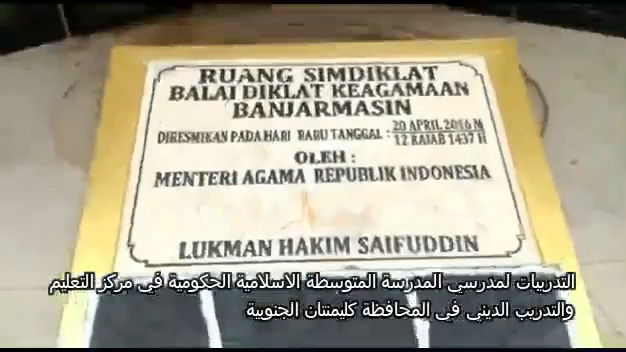 RUANG SIMDIKLAT
BALAI DIKLAT KEAGAMAAN
BANJARMASIN
DIRESMIKAN PADA HARI RABU TANGGAL : 20 APRIL 2016 M
12 RAJAB 1437 H
OLEH :
MENTERI AGAMA REPUBLIK INDONESIA
LUKMAN HAKIM SAIFUDDIN
التدريبات لمدرسي المدرسة المتوسطة الاسلامية الحكومية في مركز التعليم
والتدريب الديني في المحافظة كليمنتان الجنوبية